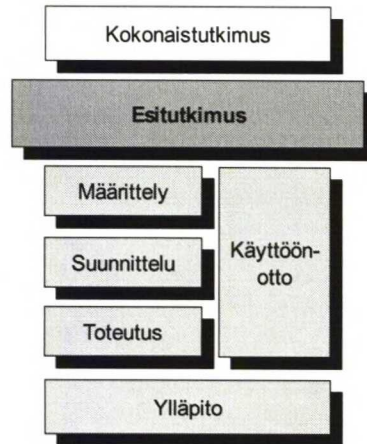 Kokonaistutkimus
Esitutkimus
Määrittely
Suunnittelu
Toteutus
Käyttöön-
otto
Ylläpito